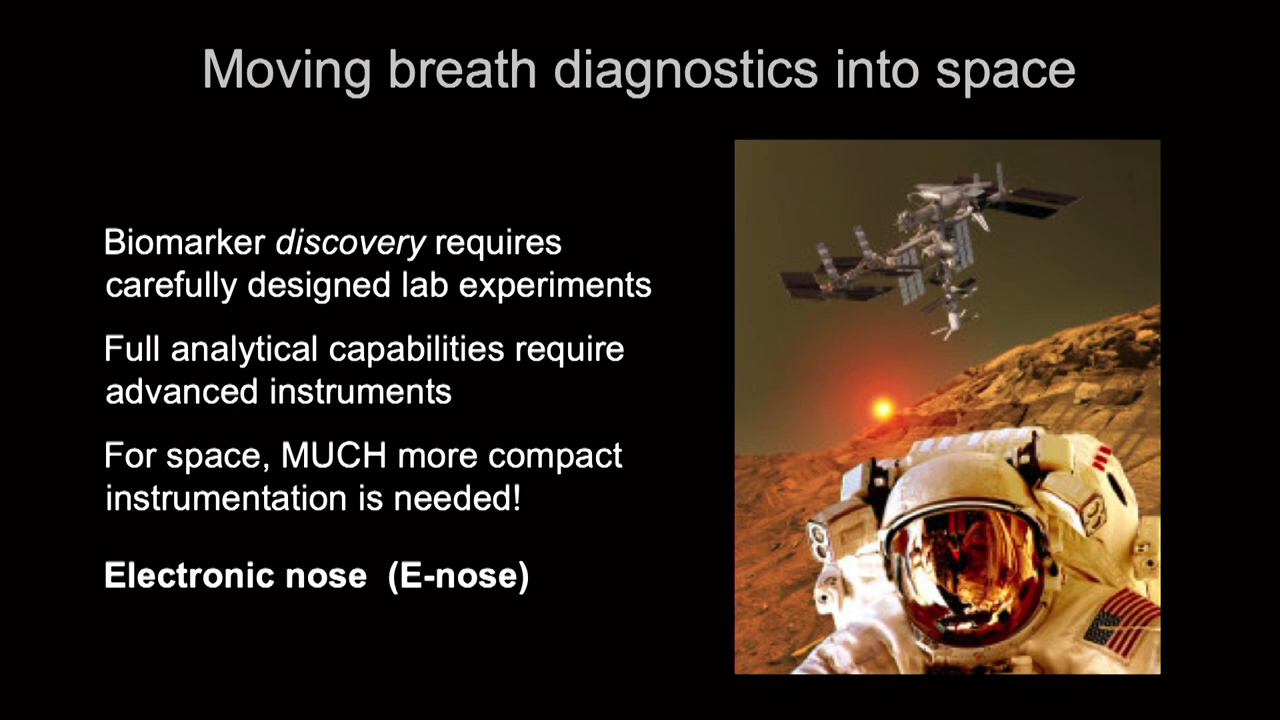 Moving breath diagnostics into space
Biomarker discovery requires
carefully designed lab experiments
Full analytical capabilities require
advanced instruments
For space, MUCH more compact
instrumentation is needed!
Electronic nose (E-nose)